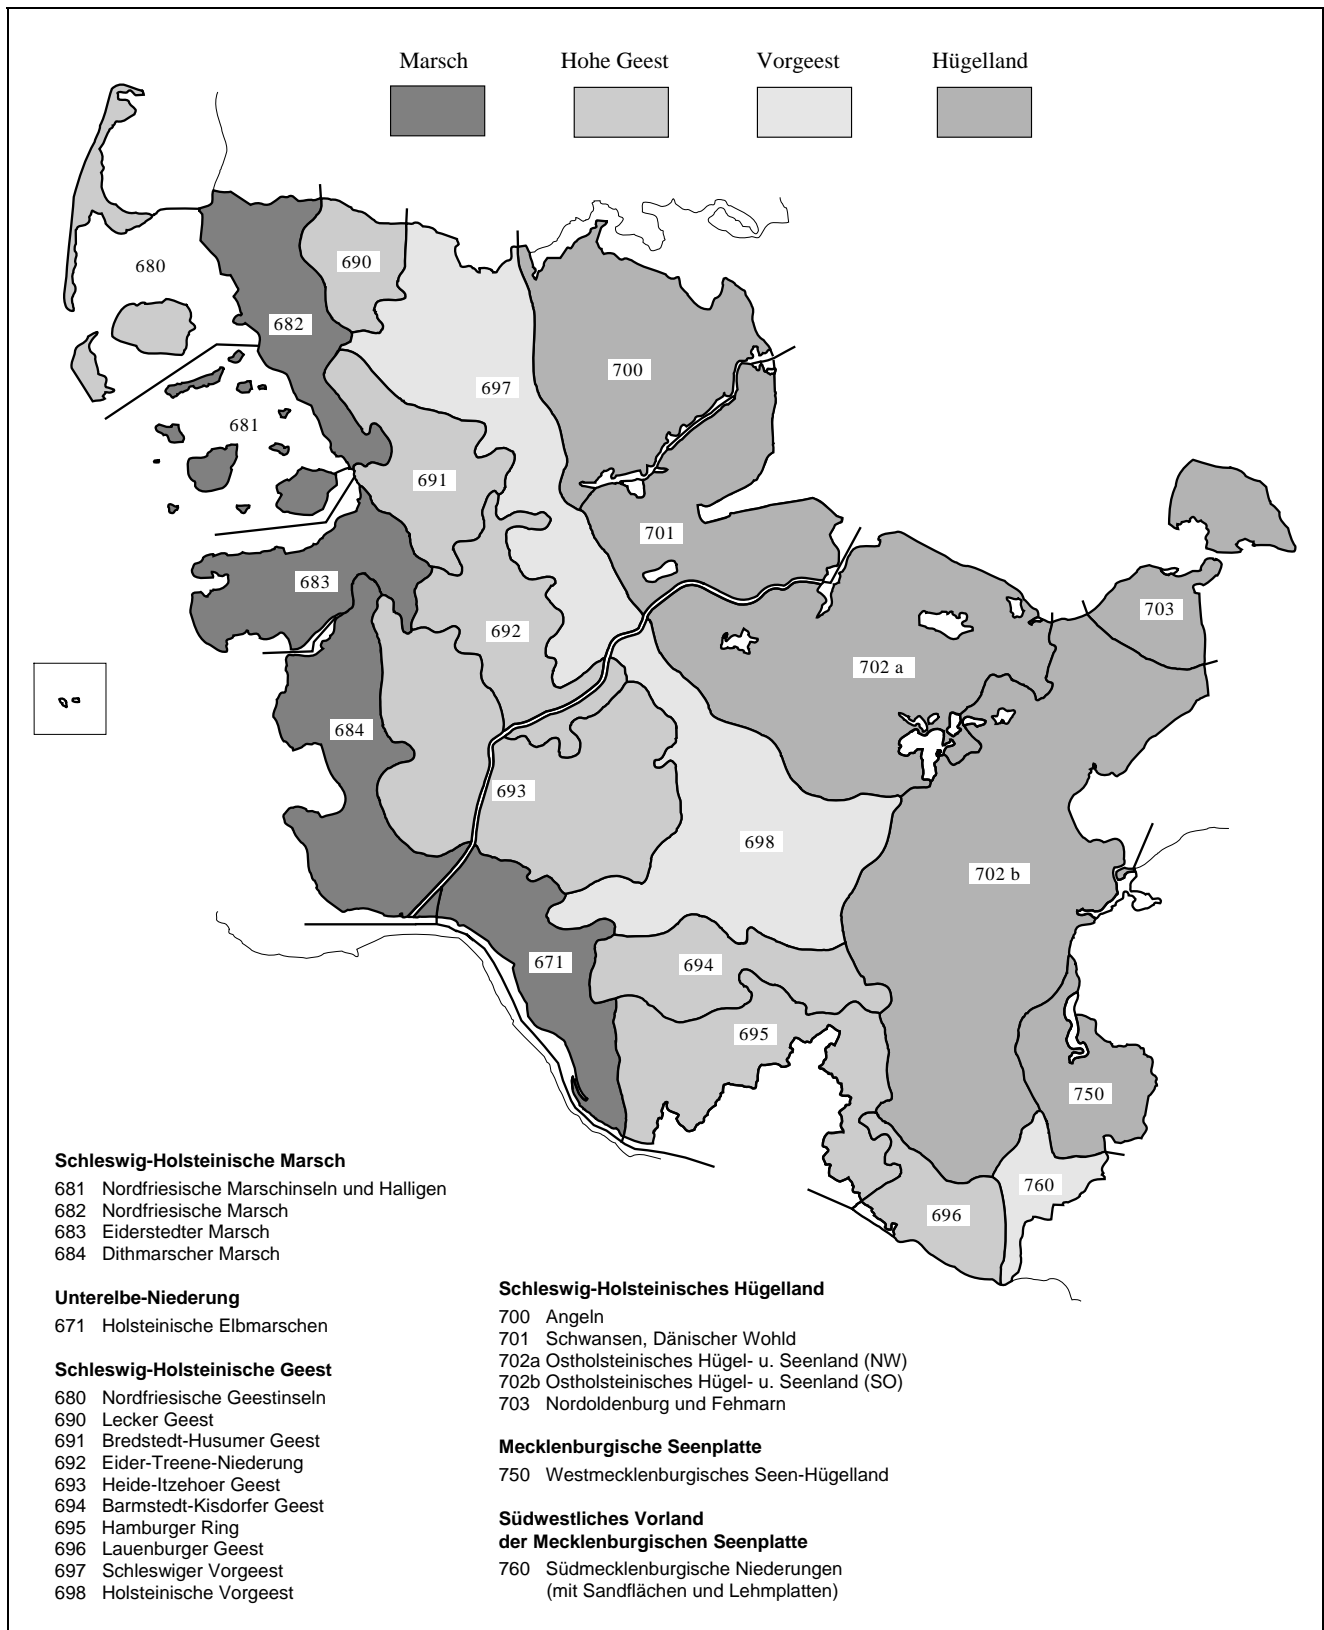 Marsch Hohe Geest Vorgeest Hügelland
680
690
682
700
697
681
691
701
683
703
692
702 a
684
693
698
702 b
671
694
695
750
760
696
Schleswig-Holsteinische Marsch
681 Nordfriesische Marschinseln und Halligen
682 Nordfriesische Marsch
683 Eiderstedter Marsch
684 Dithmarscher Marsch
Unterelbe-Niederung
671 Holsteinische Elbmarschen
Schleswig-Holsteinische Geest
680 Nordfriesische Geestinseln
690 Lecker Geest
691 Bredstedt-Husumer Geest
692 Eider-Treene-Niederung
693 Heide-Itzehoer Geest
694 Barmstedt-Kisdorfer Geest
695 Hamburger Ring
696 Lauenburger Geest
697 Schleswiger Vorgeest
698 Holsteinische Vorgeest
Schleswig-Holsteinisches Hügelland
700 Angeln
701 Schwansen, Dänischer Wohld
702a Ostholsteinisches Hügel- u. Seenland (NW)
702b Ostholsteinisches Hügel- u. Seenland (SO)
703 Nordoldenburg und Fehmarn
Mecklenburgische Seenplatte
750 Westmecklenburgisches Seen-Hügelland
Südwestliches Vorland
der Mecklenburgischen Seenplatte
760 Südmecklenburgische Niederungen
(mit Sandflächen und Lehmplatten)